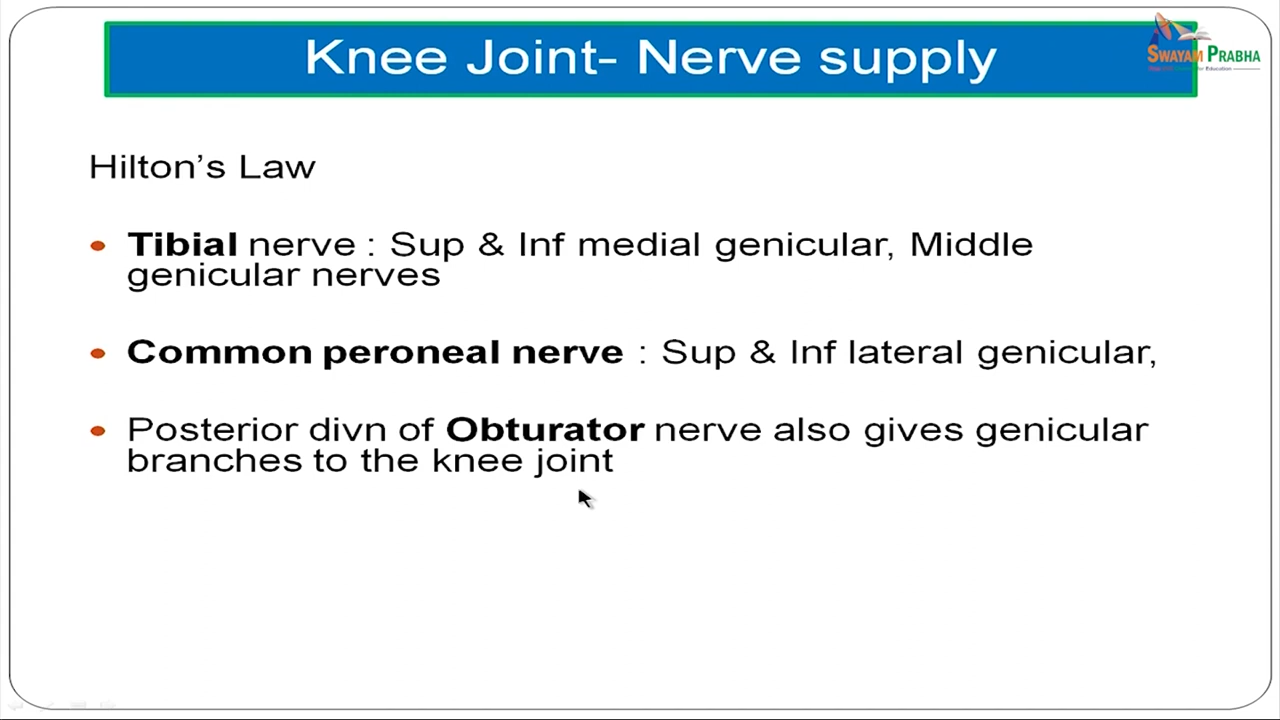 Knee Joint- Nerve supply
SWAYAM PRABHA
Hilton's Law
• Tibial nerve : Sup & Inf medial genicular, Middle
genicular nerves
• Common peroneal nerve : Sup & Inf lateral genicular,
• Posterior divn of Obturator nerve also gives genicular
branches to the knee joint